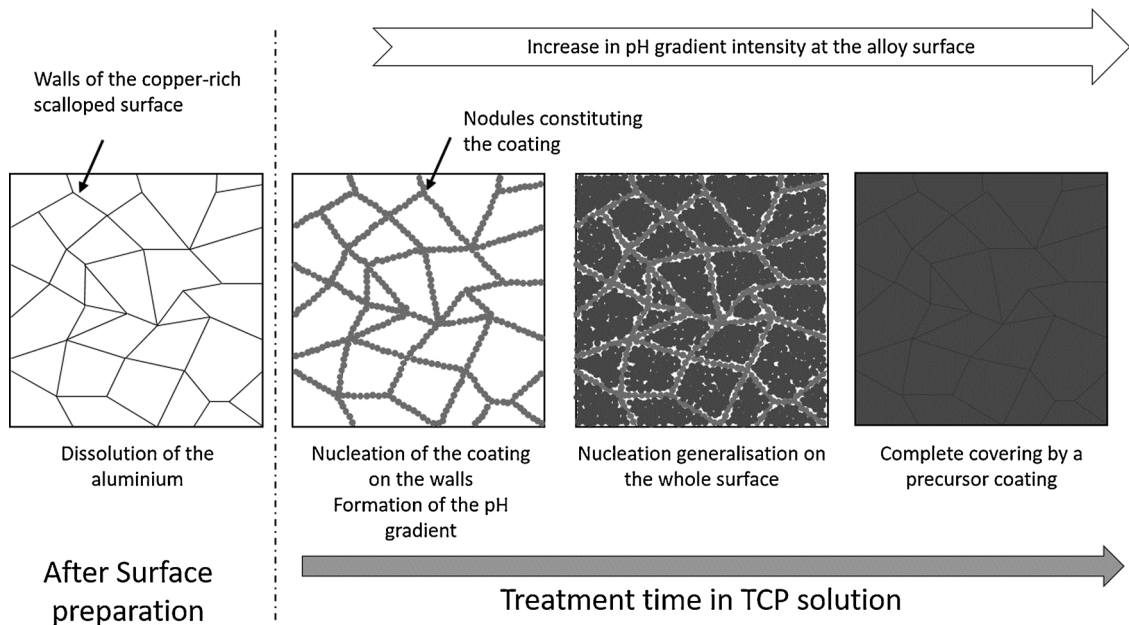 Increase in pH gradient intensity at the alloy surface
Walls of the copper-rich
scalloped surface
Nodules constituting
the coating
Dissolution of the
aluminium
Nucleation of the coating
on the walls
Formation of the pH
gradient
Nucleation generalisation on
the whole surface
Complete covering by a
precursor coating
After Surface
preparation
Treatment time in TCP solution